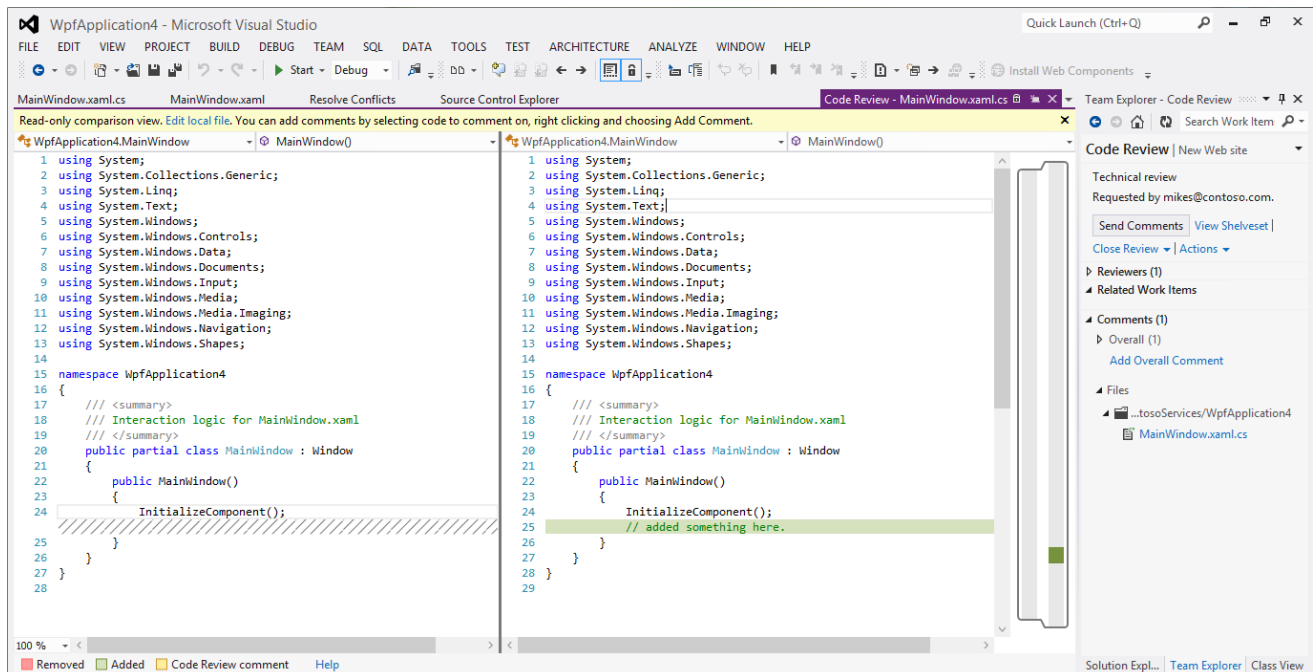 WpfApplication4 - Microsoft Visual Studio
Quick Launch (Ctrl+Q)
FILE EDIT VIEW PROJECT BUILD DEBUG TEAM SQL DATA TOOLS TEST ARCHITECTURE ANALYZE WINDOW HELP
Start Debug Install Web Components
MainWindow.xaml.cs MainWindow.xaml Resolve Conflicts Source Control Explorer Code Review - MainWindow.xaml.cs
Read-only comparison view. Edit local file. You can add comments by selecting code to comment on, right clicking and choosing Add Comment.
WpfApplication4.MainWindow MainWindow()
1 using System;
2 using System.Collections.Generic;
3 using System.Linq;
4 using System.Text;
5 using System.Windows;
6 using System.Windows.Controls;
7 using System.Windows.Data;
8 using System.Windows.Documents;
9 using System.Windows.Input;
10 using System.Windows.Media;
11 using System.Windows.Media.Imaging;
12 using System.Windows.Navigation;
13 using System.Windows.Shapes;
14
15 namespace WpfApplication4
16 {
17 /// <summary>
18 /// Interaction logic for MainWindow.xaml
19 /// </summary>
20 public partial class MainWindow : Window
21 {
22 public MainWindow()
23 {
24 InitializeComponent();
25 }
26 }
27 }
28
WpfApplication4.MainWindow MainWindow()
1 using System;
2 using System.Collections.Generic;
3 using System.Linq;
4 using System.Text;
5 using System.Windows;
6 using System.Windows.Controls;
7 using System.Windows.Data;
8 using System.Windows.Documents;
9 using System.Windows.Input;
10 using System.Windows.Media;
11 using System.Windows.Media.Imaging;
12 using System.Windows.Navigation;
13 using System.Windows.Shapes;
14
15 namespace WpfApplication4
16 {
17 /// <summary>
18 /// Interaction logic for MainWindow.xaml
19 /// </summary>
20 public partial class MainWindow : Window
21 {
22 public MainWindow()
23 {
24 InitializeComponent();
25 // added something here.
26 }
27 }
28 }
29
100 %
Removed Added Code Review comment Help
Team Explorer - Code Review
Search Work Item
Code Review | New Web site
Technical review
Requested by mikes@contoso.com.
Send Comments View Shelveset |
Close Review | Actions
Reviewers (1)
Related Work Items
Comments (1)
Overall (1)
Add Overall Comment
Files
...tosoServices/WpfApplication4
MainWindow.xaml.cs
Solution Expl... Team Explorer Class View